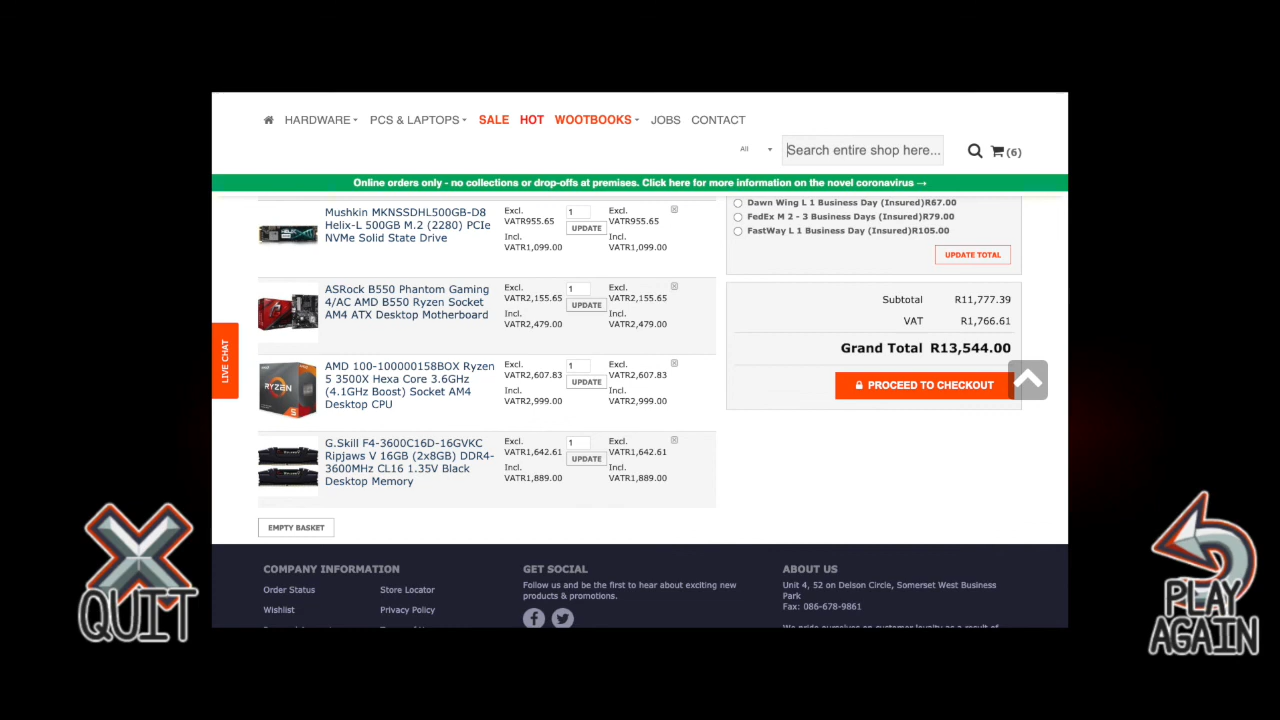 HARDWARE PCS & LAPTOPS SALE HOT WOOTBOOKS JOBS CONTACT
All Search entire shop here... (6)
Online orders only - no collections or drop-offs at premises. Click here for more information on the novel coronavirus →
Mushkin MKNSSDHL500GB-D8
Helix-L 500GB M.2 (2280) PCIe
NVMe Solid State Drive
Excl.
VATR955.65
Incl.
VATR1,099.00
1
UPDATE
Excl.
VATR955.65
Incl.
VATR1,099.00
ASRock B550 Phantom Gaming
4/AC AMD B550 Ryzen Socket
AM4 ATX Desktop Motherboard
Excl.
VATR2,155.65
Incl.
VATR2,479.00
1
UPDATE
Excl.
VATR2,155.65
Incl.
VATR2,479.00
RYZEN
5
AMD 100-100000158BOX Ryzen
5 3500X Hexa Core 3.6GHz
(4.1GHz Boost) Socket AM4
Desktop CPU
Excl.
VATR2,607.83
Incl.
VATR2,999.00
1
UPDATE
Excl.
VATR2,607.83
Incl.
VATR2,999.00
G.Skill F4-3600C16D-16GVKC
Ripjaws V 16GB (2x8GB) DDR4-
3600MHz CL16 1.35V Black
Desktop Memory
Excl.
VATR1,642.61
Incl.
VATR1,889.00
1
UPDATE
Excl.
VATR1,642.61
Incl.
VATR1,889.00
EMPTY BASKET
Dawn Wing L 1 Business Day (Insured)R67.00
FedEx M 2 - 3 Business Days (Insured)R79.00
FastWay L 1 Business Day (Insured)R105.00
UPDATE TOTAL
Subtotal R11,777.39
VAT R1,766.61
Grand Total R13,544.00
PROCEED TO CHECKOUT
LIVE CHAT
COMPANY INFORMATION
Order Status Store Locator
Wishlist Privacy Policy
GET SOCIAL
Follow us and be the first to hear about exciting new
products & promotions.
ABOUT US
Unit 4, 52 on Delson Circle, Somerset West Business
Park
Fax: 086-678-9861
We pride ourselves on customer loyalty as a result of
QUIT
PLAY
AGAIN